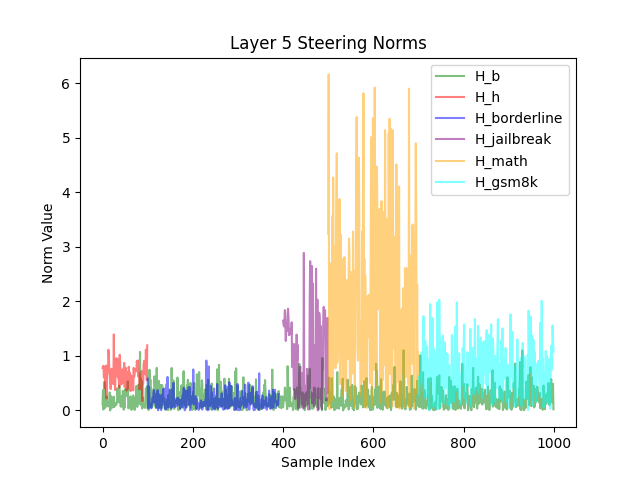 Layer 5 Steering Norms
H_b
H_h
H_borderline
H_jailbreak
H_math
H_gsm8k
Norm Value
6
5
4
3
2
1
0
0
200
400
600
800
1000
Sample Index